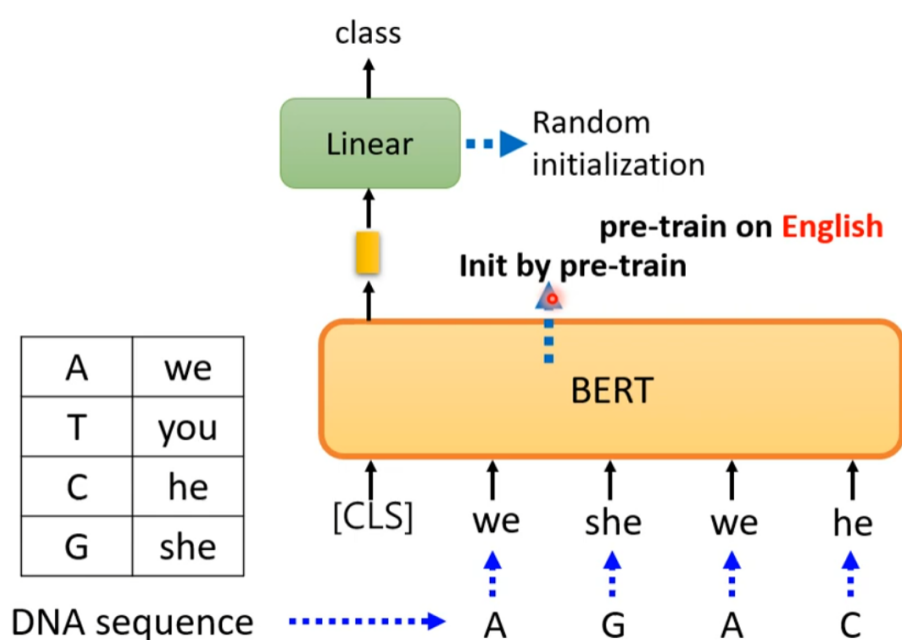 class
Linear
Random
initialization
pre-train on English
Init by pre-train
BERT
A we
T you
C he
G she
[CLS] we she we he
DNA sequence A G A C